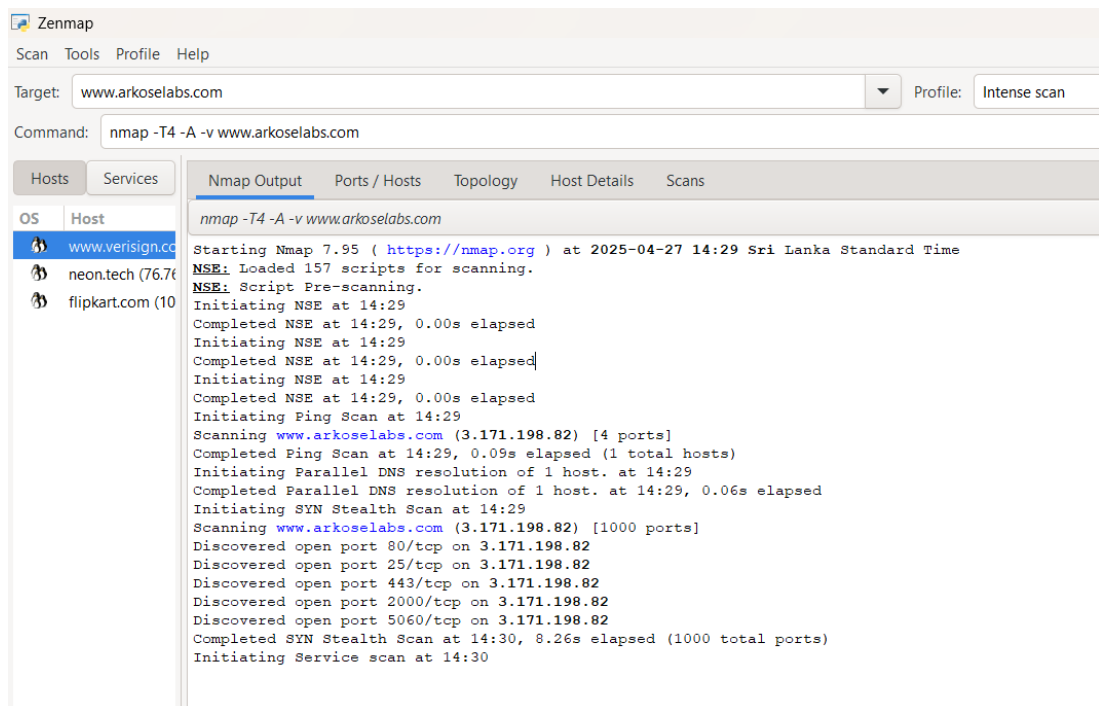 Zenmap
Scan Tools Profile Help
Target: www.arkoselabs.com Profile: Intense scan
Command: nmap -T4 -A -v www.arkoselabs.com
Hosts Services Nmap Output Ports / Hosts Topology Host Details Scans
OS Host nmap -T4 -A -v www.arkoselabs.com
www.verisign.co
neon.tech (76.76
flipkart.com (10
Starting Nmap 7.95 ( https://nmap.org ) at 2025-04-27 14:29 Sri Lanka Standard Time
NSE: Loaded 157 scripts for scanning.
NSE: Script Pre-scanning.
Initiating NSE at 14:29
Completed NSE at 14:29, 0.00s elapsed
Initiating NSE at 14:29
Completed NSE at 14:29, 0.00s elapsed
Initiating NSE at 14:29
Completed NSE at 14:29, 0.00s elapsed
Initiating Ping Scan at 14:29
Scanning www.arkoselabs.com (3.171.198.82) [4 ports]
Completed Ping Scan at 14:29, 0.09s elapsed (1 total hosts)
Initiating Parallel DNS resolution of 1 host. at 14:29
Completed Parallel DNS resolution of 1 host. at 14:29, 0.06s elapsed
Initiating SYN Stealth Scan at 14:29
Scanning www.arkoselabs.com (3.171.198.82) [1000 ports]
Discovered open port 80/tcp on 3.171.198.82
Discovered open port 25/tcp on 3.171.198.82
Discovered open port 443/tcp on 3.171.198.82
Discovered open port 2000/tcp on 3.171.198.82
Discovered open port 5060/tcp on 3.171.198.82
Completed SYN Stealth Scan at 14:30, 8.26s elapsed (1000 total ports)
Initiating Service scan at 14:30